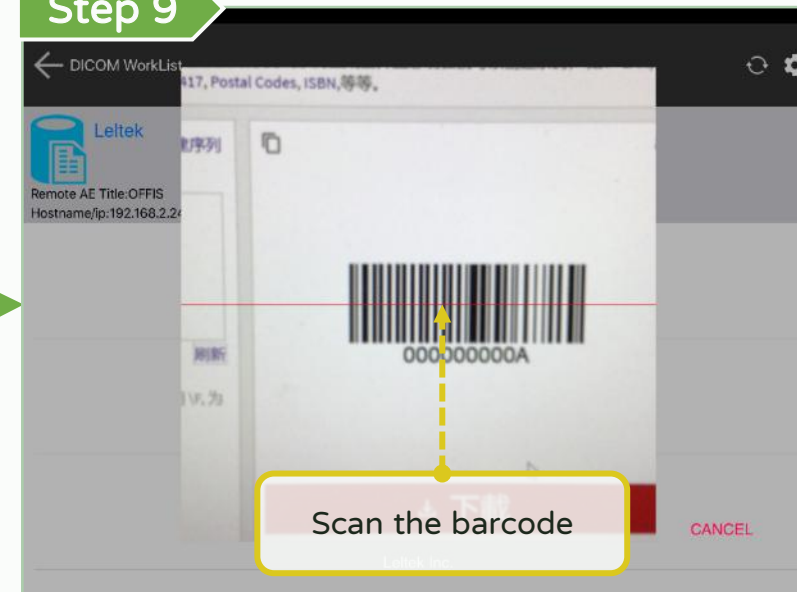 Step 9
DICOM WorkList
417, Postal Codes, ISBN,等等。
Leltek
序列
Remote AE Title:OFFIS
Hostname/ip:192.168.2.24
000000000A
刷新
為
下載
Scan the barcode
CANCEL
Leltek Inc.